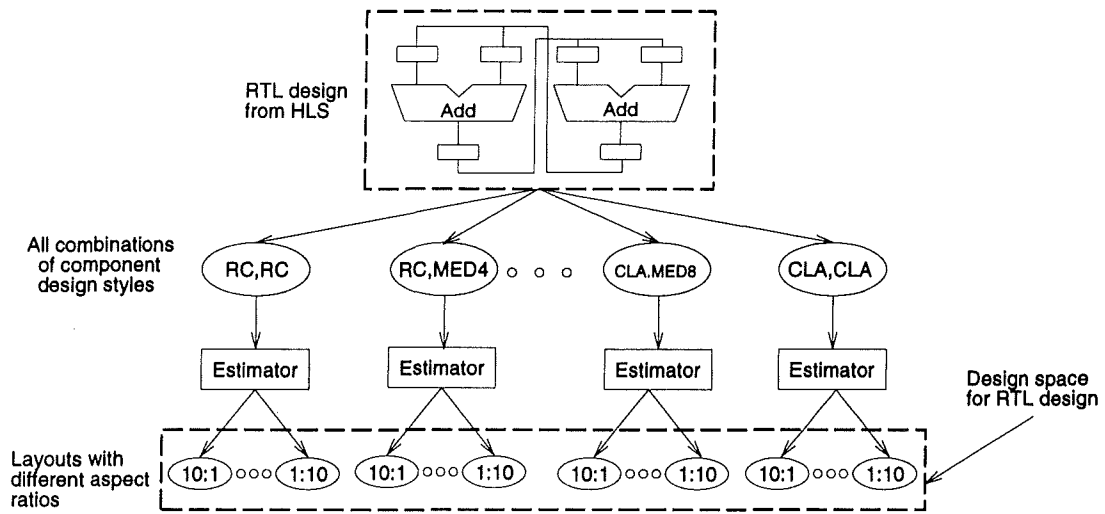 RTL design
from HLS
Add
Add
All combinations
of component
design styles
RC,RC
RC,MED4
CLA.MED8
CLA,CLA
Estimator
Estimator
Estimator
Estimator
Design space
for RTL design
Layouts with
different aspect
ratios
10:1
1:10
10:1
1:10
10:1
1:10
10:1
1:10